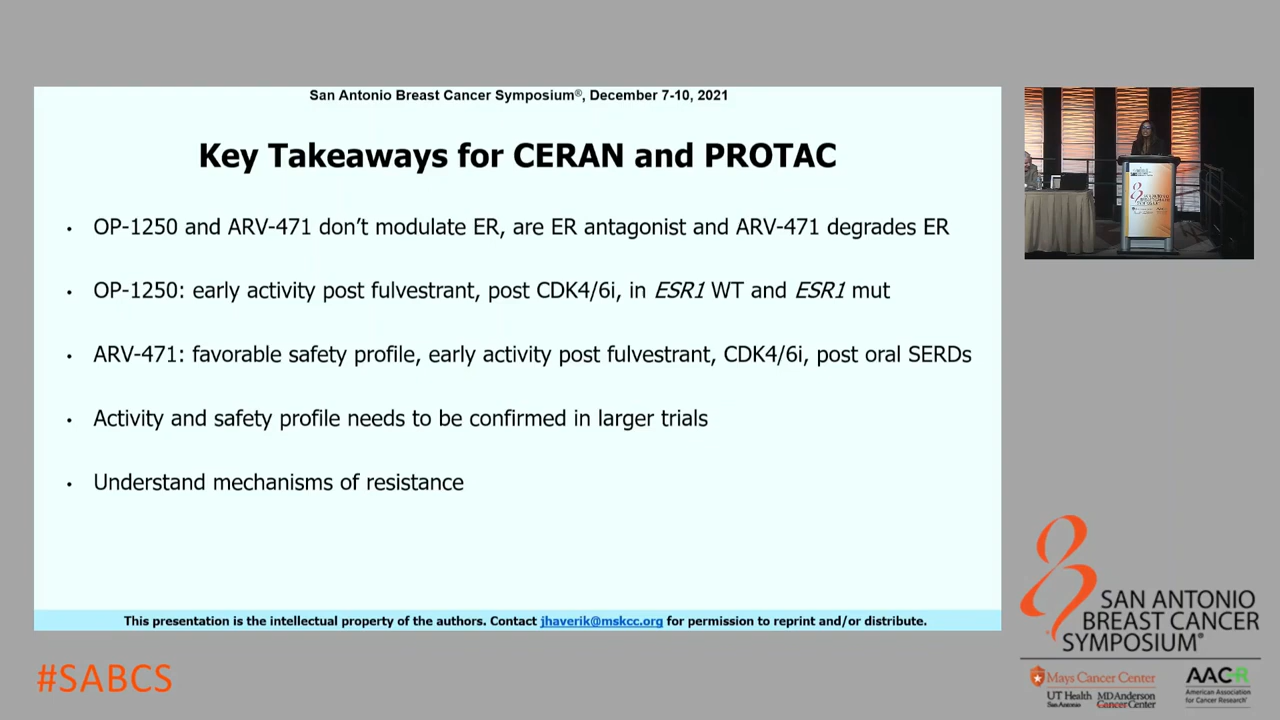 San Antonio Breast Cancer Symposium®, December 7-10, 2021
Key Takeaways for CERAN and PROTAC
• OP-1250 and ARV-471 don’t modulate ER, are ER antagonist and ARV-471 degrades ER
• OP-1250: early activity post fulvestrant, post CDK4/6i, in ESR1 WT and ESR1 mut
• ARV-471: favorable safety profile, early activity post fulvestrant, CDK4/6i, post oral SERDs
• Activity and safety profile needs to be confirmed in larger trials
• Understand mechanisms of resistance
This presentation is the intellectual property of the authors. Contact jhaverik@mskcc.org for permission to reprint and/or distribute.
#SABCS
SAN ANTONIO
BREAST CANCER
SYMPOSIUM®
Mays Cancer Center
UT Health
San Antonio
MD Anderson
Cancer Center
AACR
American Association
for Cancer Research®